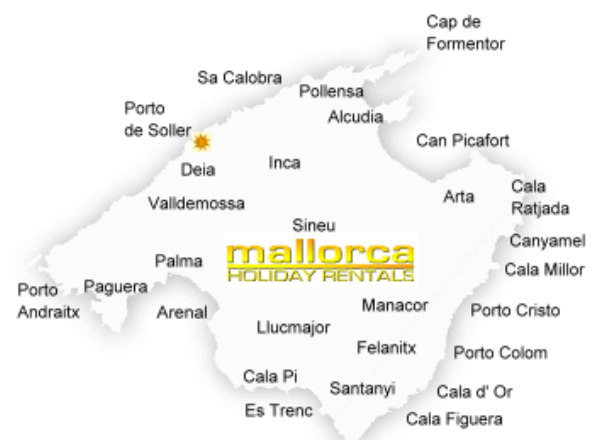 Cap de
Formentor
Sa Calobra
Pollensa
Porto
de Soller
Alcudia
Can Picafort
Inca
Deia
Arta
Cala
Ratjada
Valldemossa
Sineu
Canyamel
mallorca
HOLIDAY RENTALS
Palma
Cala Millor
Porto
Andraitx
Paguera
Arenal
Manacor
Porto Cristo
Llucmajor
Felanitx
Porto Colom
Cala Pi
Santanyi
Cala d' Or
Es Trenc
Cala Figuera